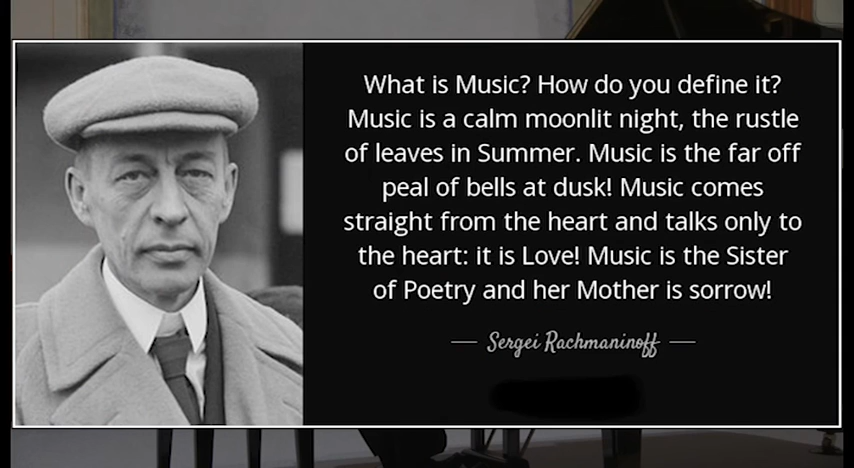 What is Music? How do you define it?
Music is a calm moonlit night, the rustle
of leaves in Summer. Music is the far off
peal of bells at dusk! Music comes
straight from the heart and talks only to
the heart: it is Love! Music is the Sister
of Poetry and her Mother is sorrow!
Sergei Rachmaninoff